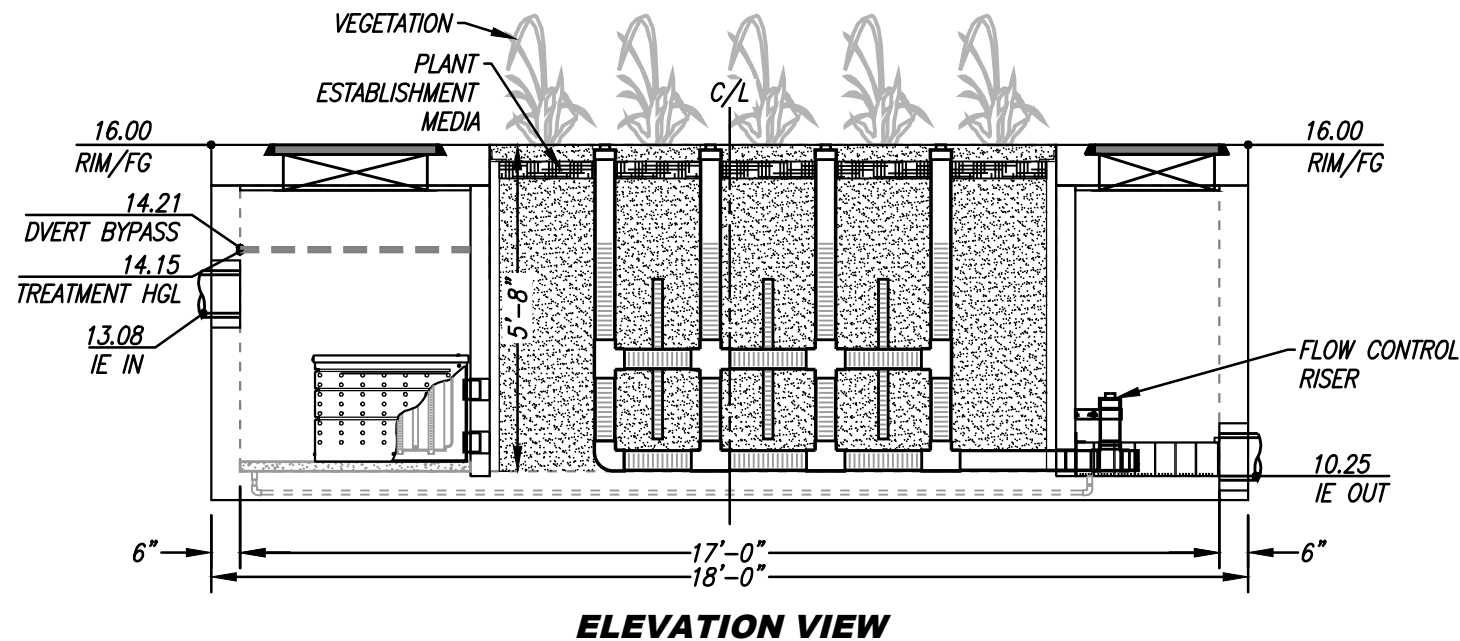 VEGETATION
PLANT
ESTABLISHMENT
MEDIA
C/L
16.00
RIM/FG
16.00
RIM/FG
14.21
DVERT BYPASS
14.15
TREATMENT HGL
13.08
IE IN
5'-8"
FLOW CONTROL
RISER
10.25
IE OUT
6"
17'-0"
6"
18'-0"
ELEVATION VIEW